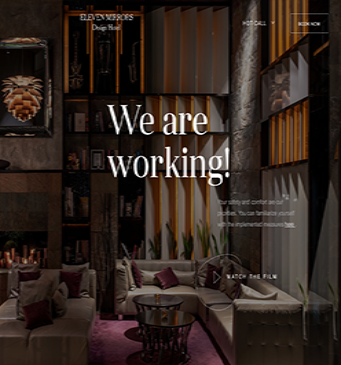 ELEVEN MIRRORS
Design Hotel
HOT CALL
BOOK NOW
We are
working!
Your safety and comfort are our
priorities. You can familiarize yourself
with the implemented measures here.
WATCH THE FILM